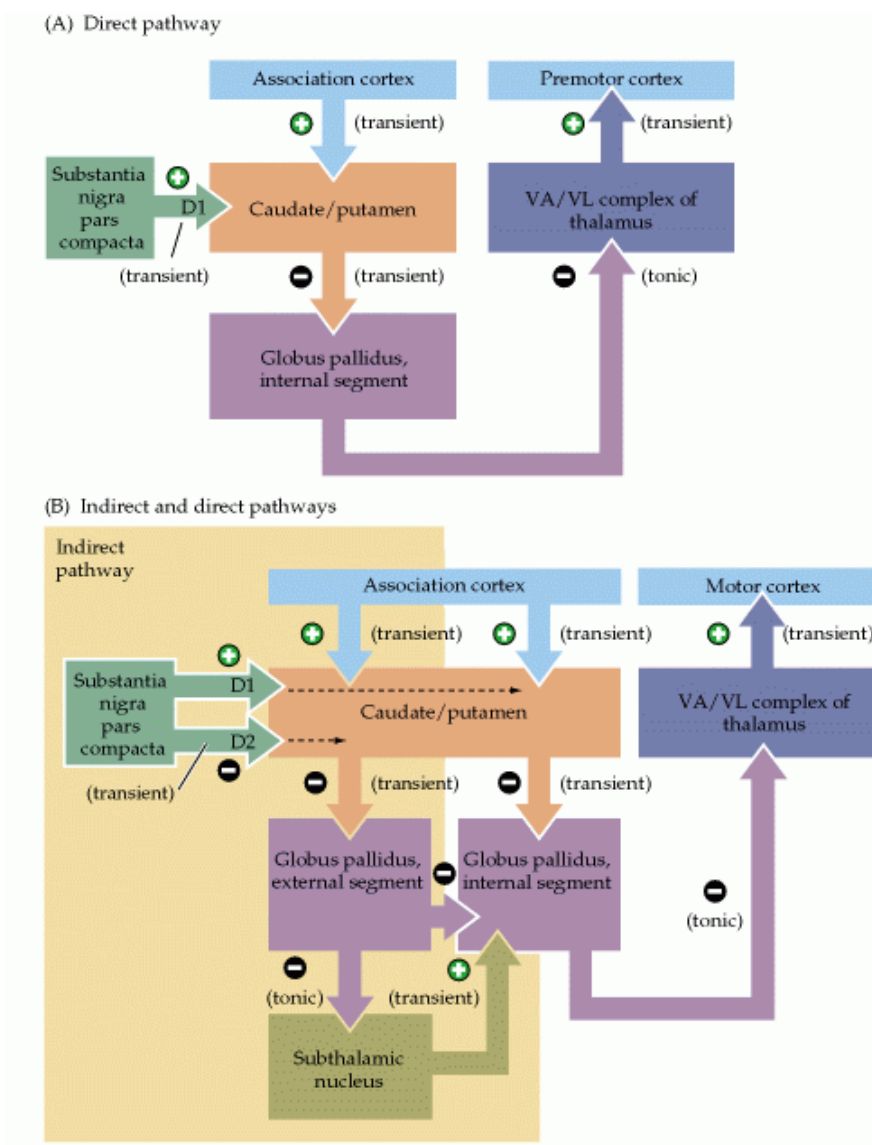 (A) Direct pathway
Association cortex
Premotor cortex
(transient)
(transient)
Substantia
nigra
pars
compacta
D1
(transient)
Caudate/putamen
VA/VL complex of
thalamus
(transient)
(tonic)
Globus pallidus,
internal segment
(B) Indirect and direct pathways
Indirect
pathway
Association cortex
Motor cortex
(transient)
(transient)
(transient)
Substantia
nigra
pars
compacta
D1
D2
(transient)
Caudate/putamen
VA/VL complex of
thalamus
(transient)
(transient)
Globus pallidus,
external segment
Globus pallidus,
internal segment
(tonic)
(tonic)
(transient)
Subthalamic
nucleus